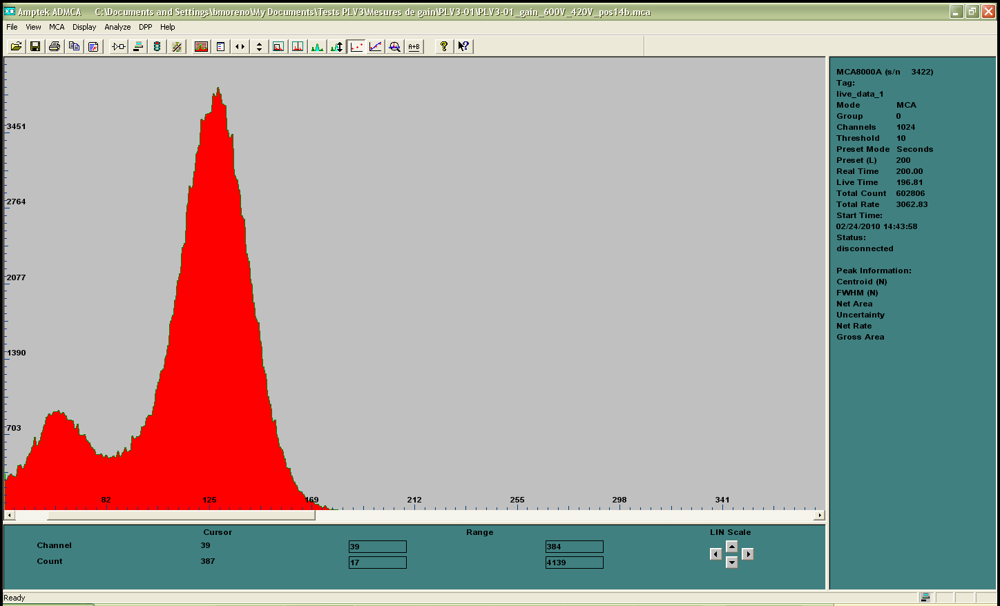 Amptek ADMCA C:\Documents and Settings\bmoreno\My Documents\Tests PLV3\Mesures de gain\PLV3-01\PLV3-01_gain_600V_420V_pos14b.mca
File View MCA Display Analyze DPP Help
A+B
3451
2764
2077
1390
703
82 125 169 212 255 298 341
MCA8000A (s/n 3422)
Tag:
live_data_1
Mode MCA
Group 0
Channels 1024
Threshold 10
Preset Mode Seconds
Preset (L) 200
Real Time 200.00
Live Time 196.81
Total Count 602806
Total Rate 3062.83
Start Time:
02/24/2010 14:43:58
Status:
disconnected
Peak Information:
Centroid (N)
FWHM (N)
Net Area
Uncertainty
Net Rate
Gross Area
Cursor Range LIN Scale
Channel 39 39 384
Count 387 17 4139
Ready